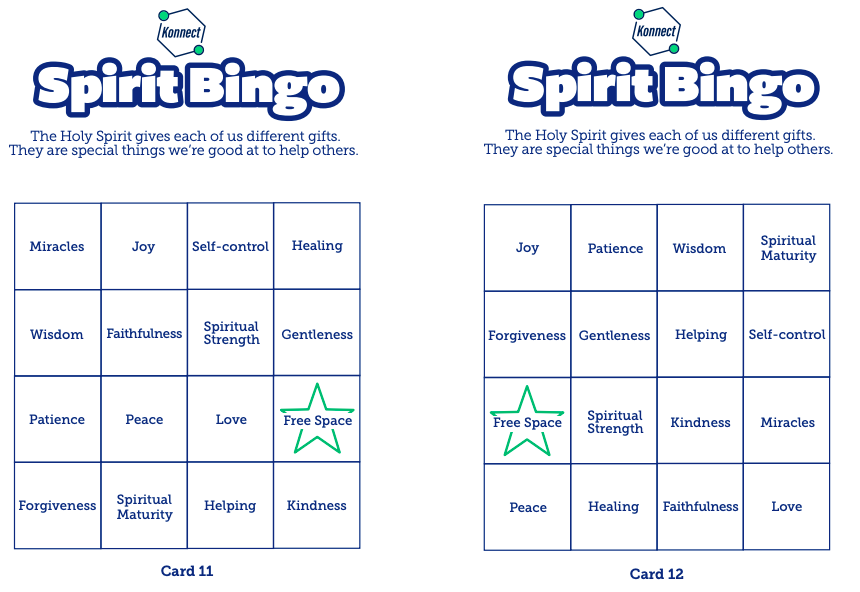 Konnect
Spirit Bingo
The Holy Spirit gives each of us different gifts.
They are special things we're good at to help others.
Miracles
Joy
Self-control
Healing
Wisdom
Faithfulness
Spiritual
Strength
Gentleness
Patience
Peace
Love
Free Space
Forgiveness
Spiritual
Maturity
Helping
Kindness
Card 11
Konnect
Spirit Bingo
The Holy Spirit gives each of us different gifts.
They are special things we're good at to help others.
Joy
Patience
Wisdom
Spiritual
Maturity
Forgiveness
Gentleness
Helping
Self-control
Free Space
Spiritual
Strength
Kindness
Miracles
Peace
Healing
Faithfulness
Love
Card 12